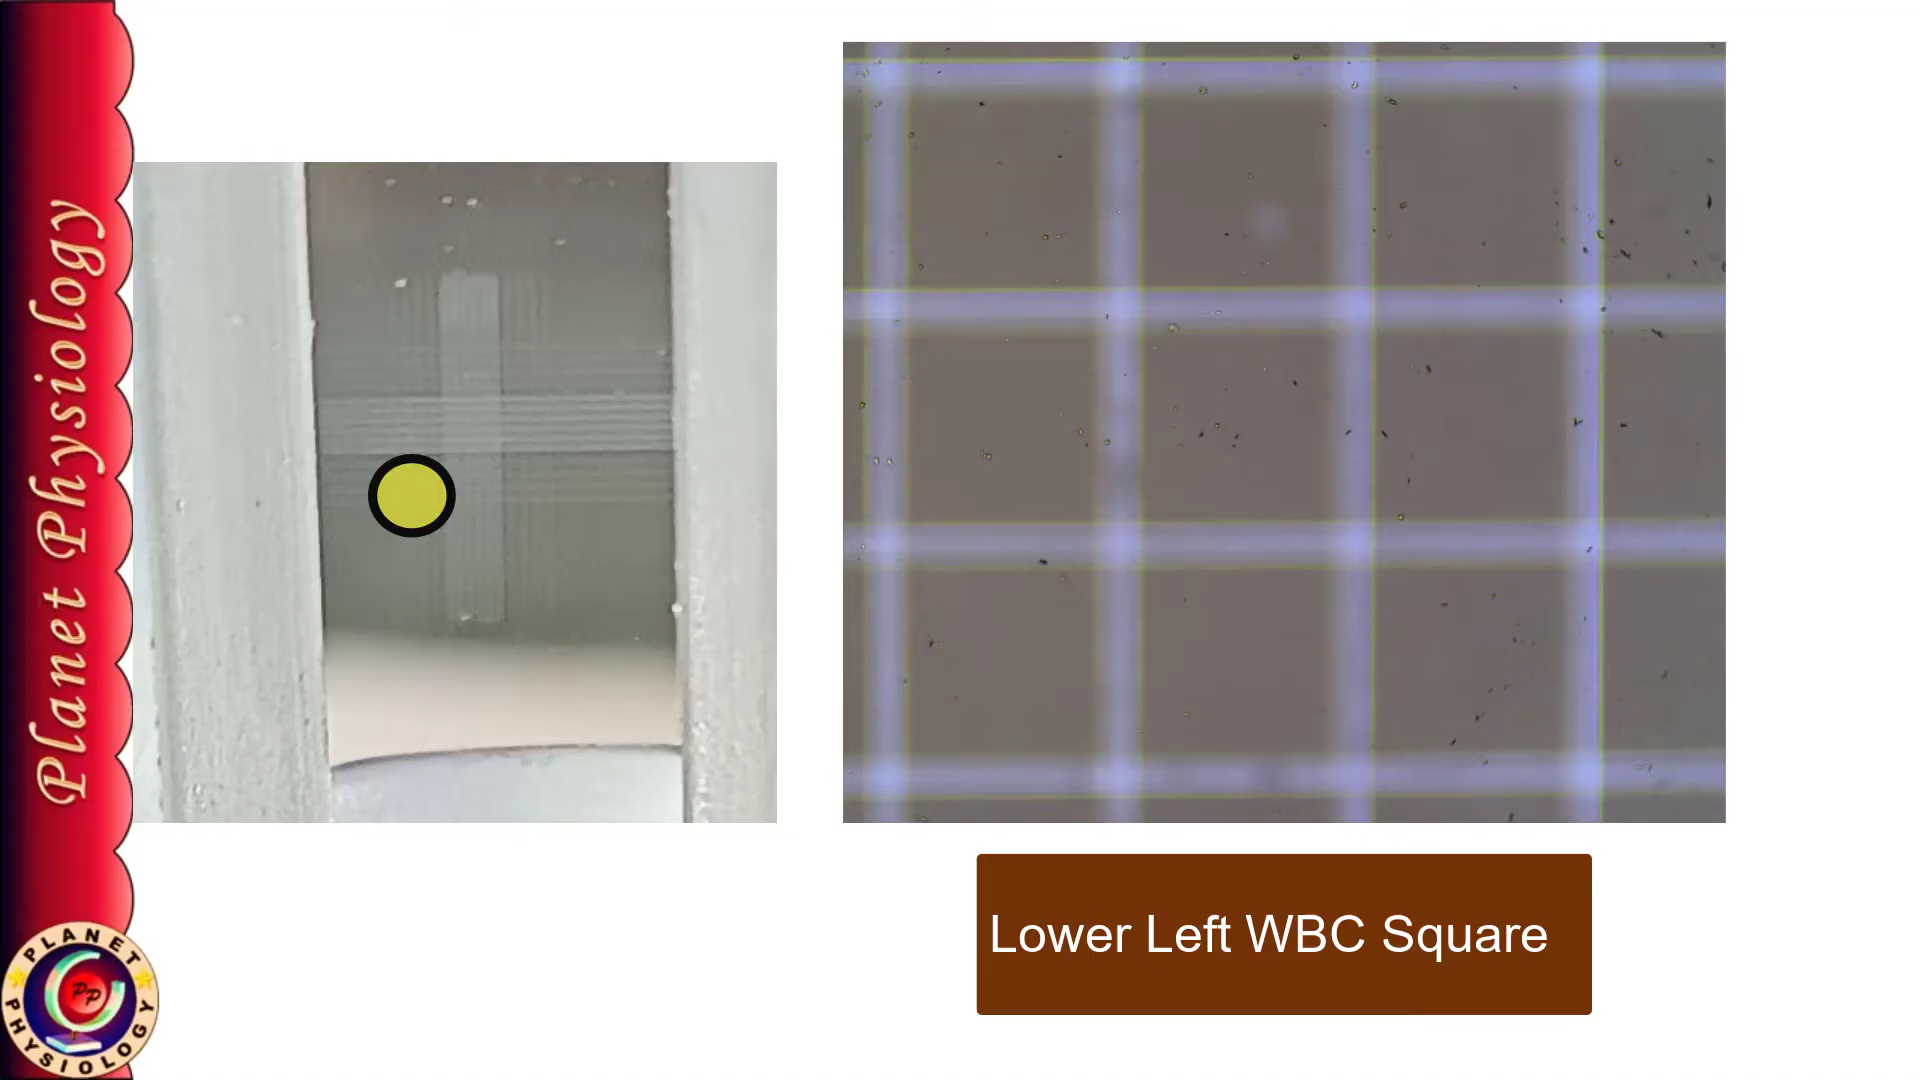 Planet Physiology
Lower Left WBC Square
PLANET
PP
PHYSIOLOGY